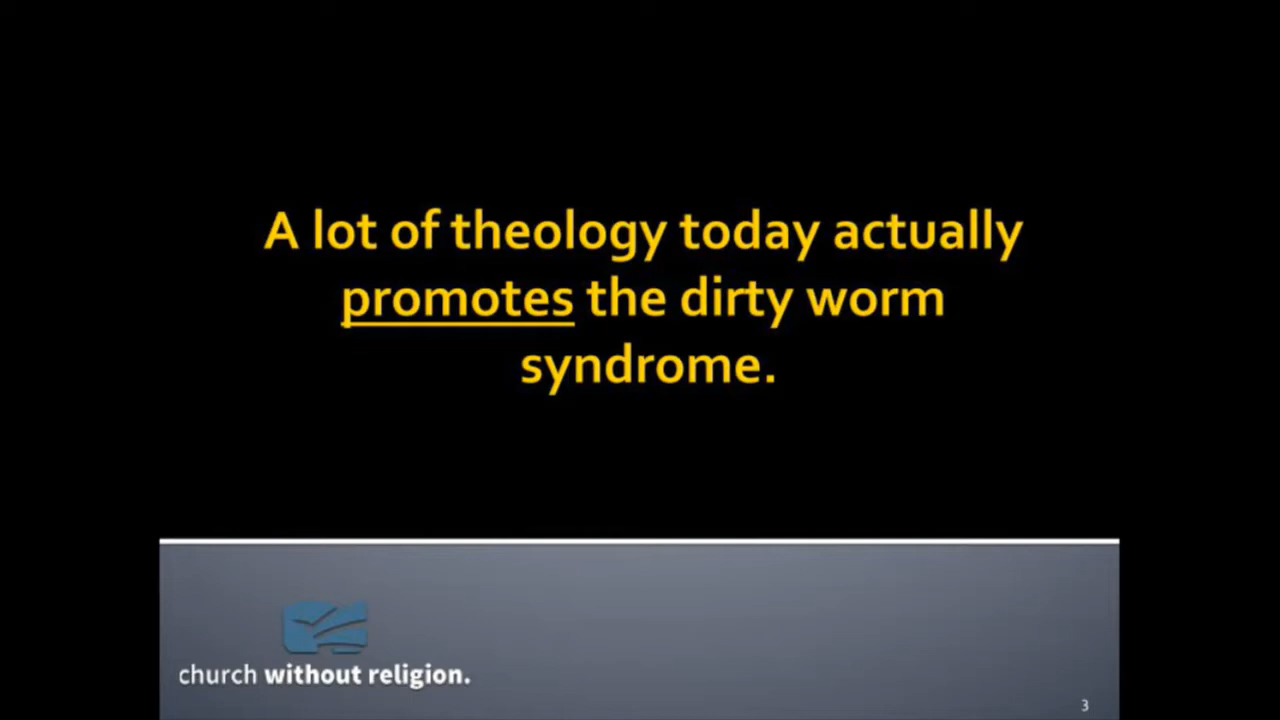 A lot of theology today actually
promotes the dirty worm
syndrome.
church without religion.
3